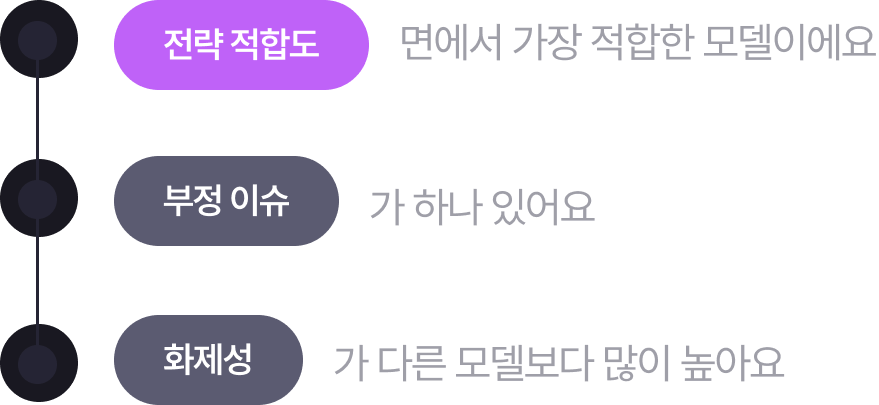 전략 적합도 면에서 가장 적합한 모델이에요
부정 이슈 가 하나 있어요
화제성 가 다른 모델보다 많이 높아요